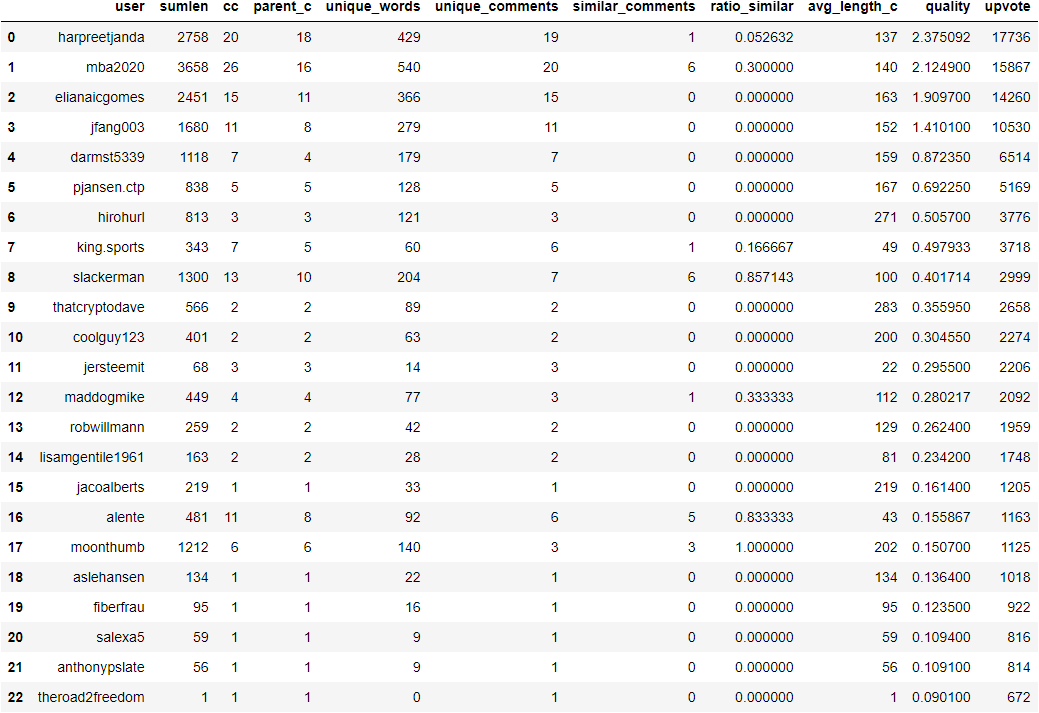 user sumlen cc parent_c unique_words unique_comments similar_comments ratio_similar avg_length_c quality upvote
0 harpreetjanda 2758 20 18 429 19 1 0.052632 137 2.375092 17736
1 mba2020 3658 26 16 540 20 6 0.300000 140 2.124900 15867
2 elianaicgomes 2451 15 11 366 15 0 0.000000 163 1.909700 14260
3 jfang003 1680 11 8 279 11 0 0.000000 152 1.410100 10530
4 darmst5339 1118 7 4 179 7 0 0.000000 159 0.872350 6514
5 pjansen.ctp 838 5 5 128 5 0 0.000000 167 0.692250 5169
6 hirohurl 813 3 3 121 3 0 0.000000 271 0.505700 3776
7 king.sports 343 7 5 60 6 1 0.166667 49 0.497933 3718
8 slackerman 1300 13 10 204 7 6 0.857143 100 0.401714 2999
9 thatcryptodave 566 2 2 89 2 0 0.000000 283 0.355950 2658
10 coolguy123 401 2 2 63 2 0 0.000000 200 0.304550 2274
11 jersteemit 68 3 3 14 3 0 0.000000 22 0.295500 2206
12 maddogmike 449 4 4 77 3 1 0.333333 112 0.280217 2092
13 robwillmann 259 2 2 42 2 0 0.000000 129 0.262400 1959
14 lisamgentile1961 163 2 2 28 2 0 0.000000 81 0.234200 1748
15 jacoalberts 219 1 1 33 1 0 0.000000 219 0.161400 1205
16 alente 481 11 8 92 6 5 0.833333 43 0.155867 1163
17 moonthumb 1212 6 6 140 3 3 1.000000 202 0.150700 1125
18 aslehansen 134 1 1 22 1 0 0.000000 134 0.136400 1018
19 fiberfrau 95 1 1 16 1 0 0.000000 95 0.123500 922
20 salexa5 59 1 1 9 1 0 0.000000 59 0.109400 816
21 anthonypslate 56 1 1 9 1 0 0.000000 56 0.109100 814
22 theroad2freedom 1 1 1 0 1 0 0.000000 1 0.090100 672